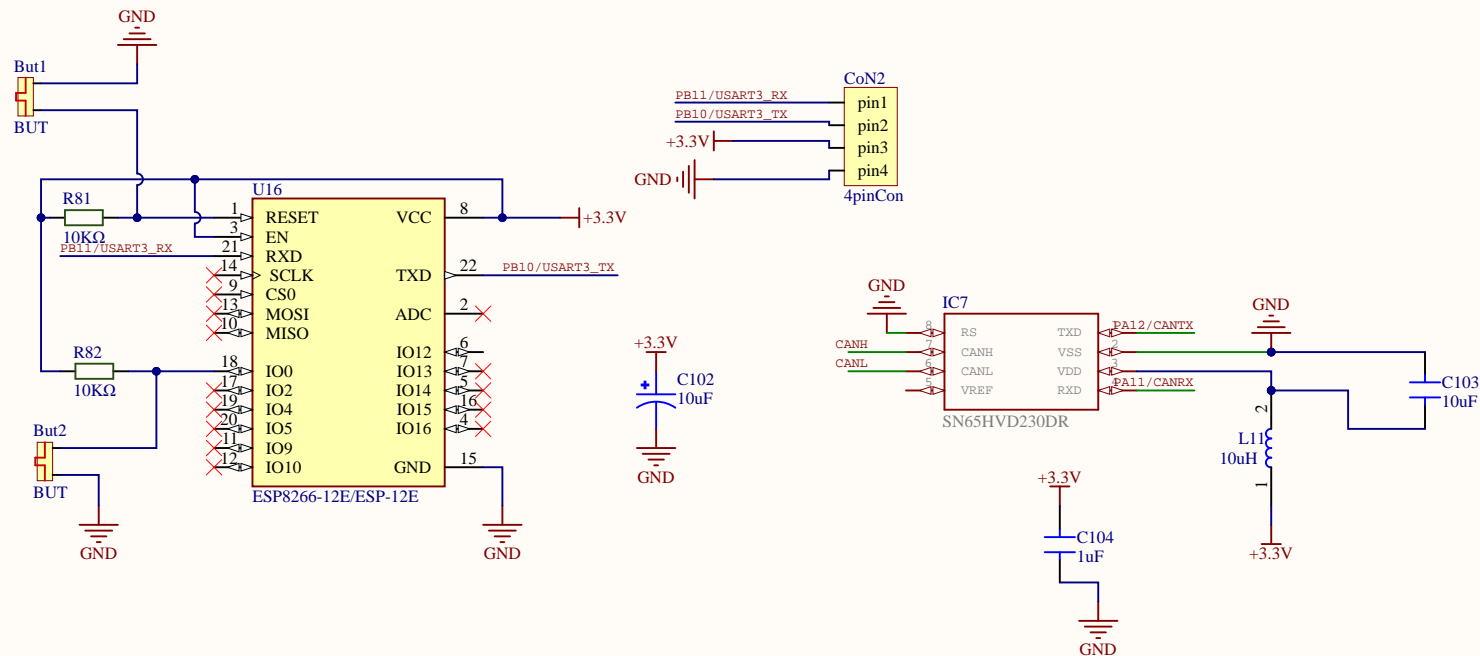 GND
But1
BUT
R81
10KΩ
PB11/USART3_RX
R82
10KΩ
But2
BUT
GND
U16
1 RESET VCC 8
+3.3V
3 EN
21 RXD
14 SCLK TXD 22
PB10/USART3_TX
9 CS0
13 MOSI ADC 2
10 MISO
IO12 6
18 IO0 IO13 7
17 IO2 IO14 5
19 IO4 IO15 16
20 IO5 IO16 4
11 IO9
12 IO10 GND 15
ESP8266-12E/ESP-12E
GND
CoN2
PB11/USART3_RX pin1
PB10/USART3_TX pin2
+3.3V pin3
GND pin4
4pinCon
+3.3V
C102
10uF
GND
GND
IC7
GND
8 RS TXD 1 PA12/CANTX
CANH 7 CANH VSS 2
CANL 6 CANL VDD 3
5 VREF RXD 4 PA11/CANRX
SN65HVD230DR
C103
10uF
2
L11
10uH
1
+3.3V
+3.3V
C104
1uF
GND